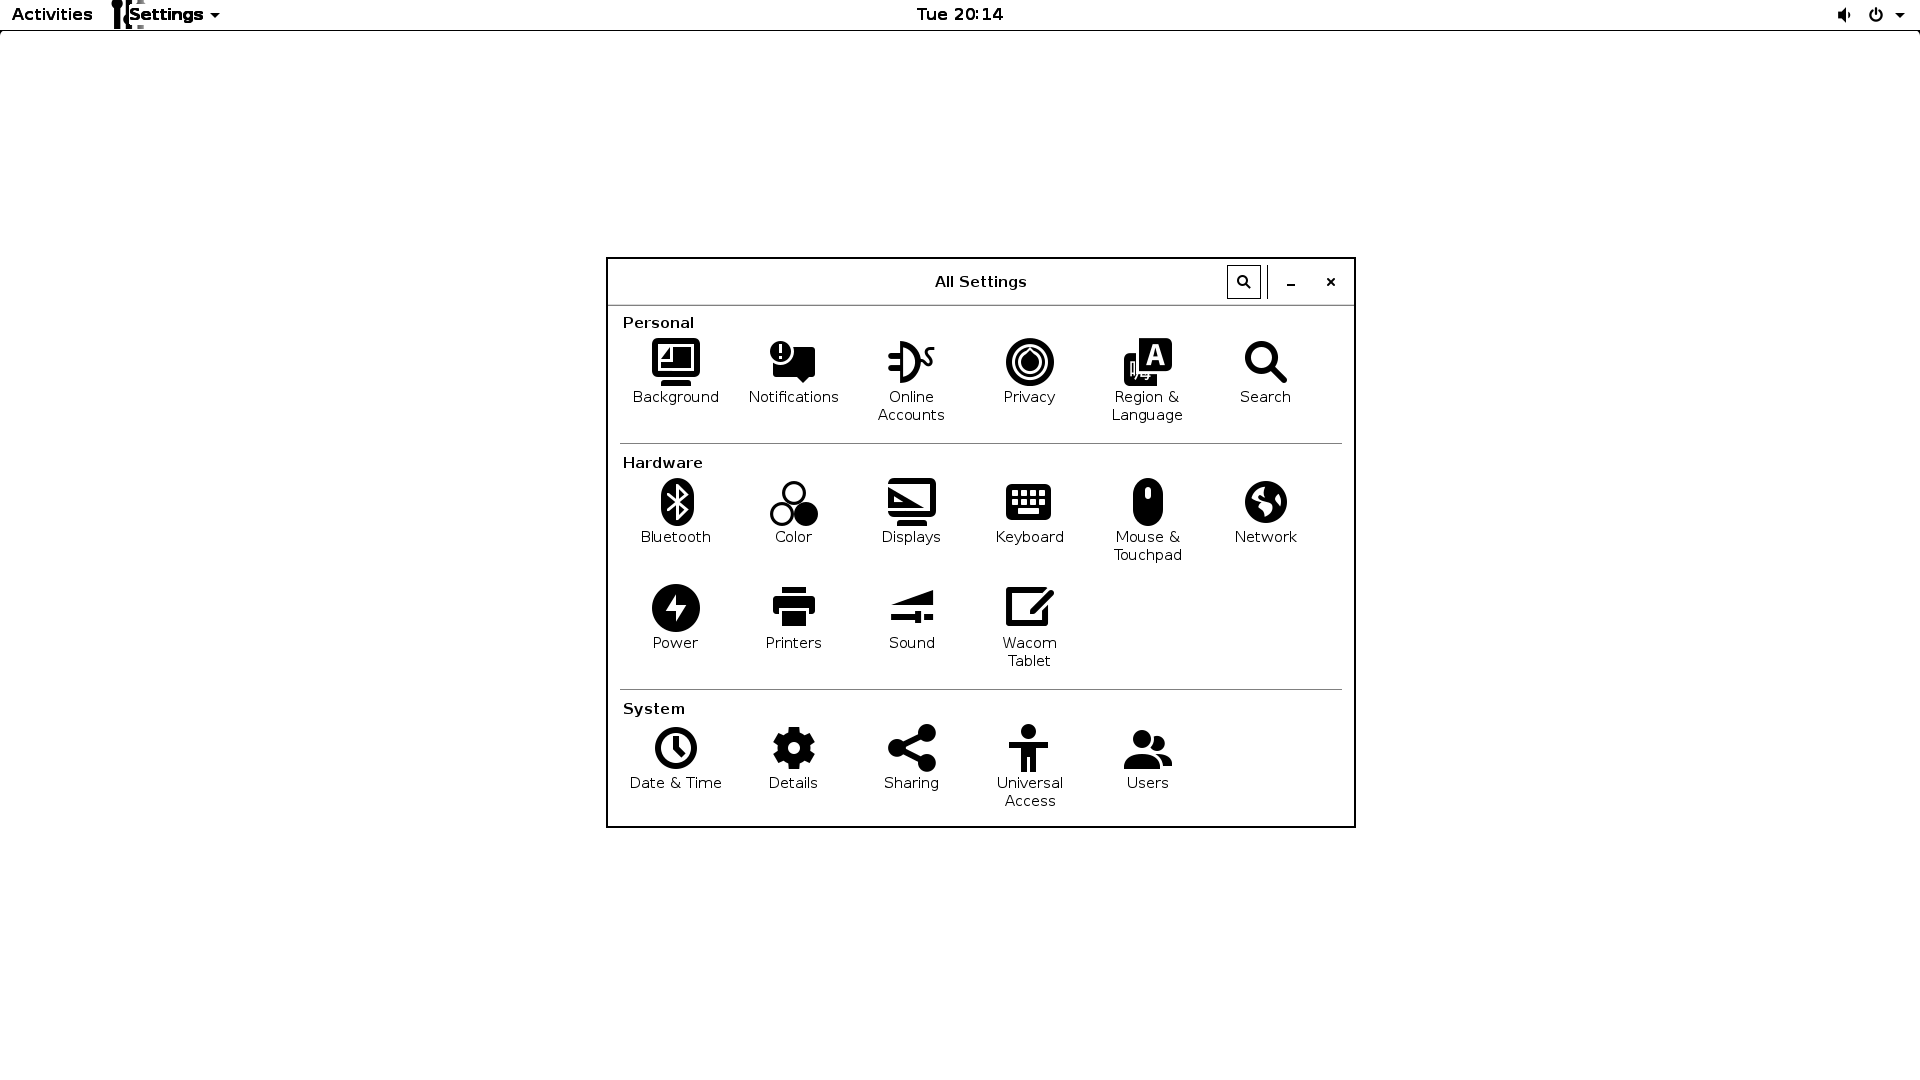 Activities
Settings
Tue 20:14
All Settings
Personal
Background
Notifications
Online
Accounts
Privacy
Region &
Language
Search
Hardware
Bluetooth
Color
Displays
Keyboard
Mouse &
Touchpad
Network
Power
Printers
Sound
Wacom
Tablet
System
Date & Time
Details
Sharing
Universal
Access
Users